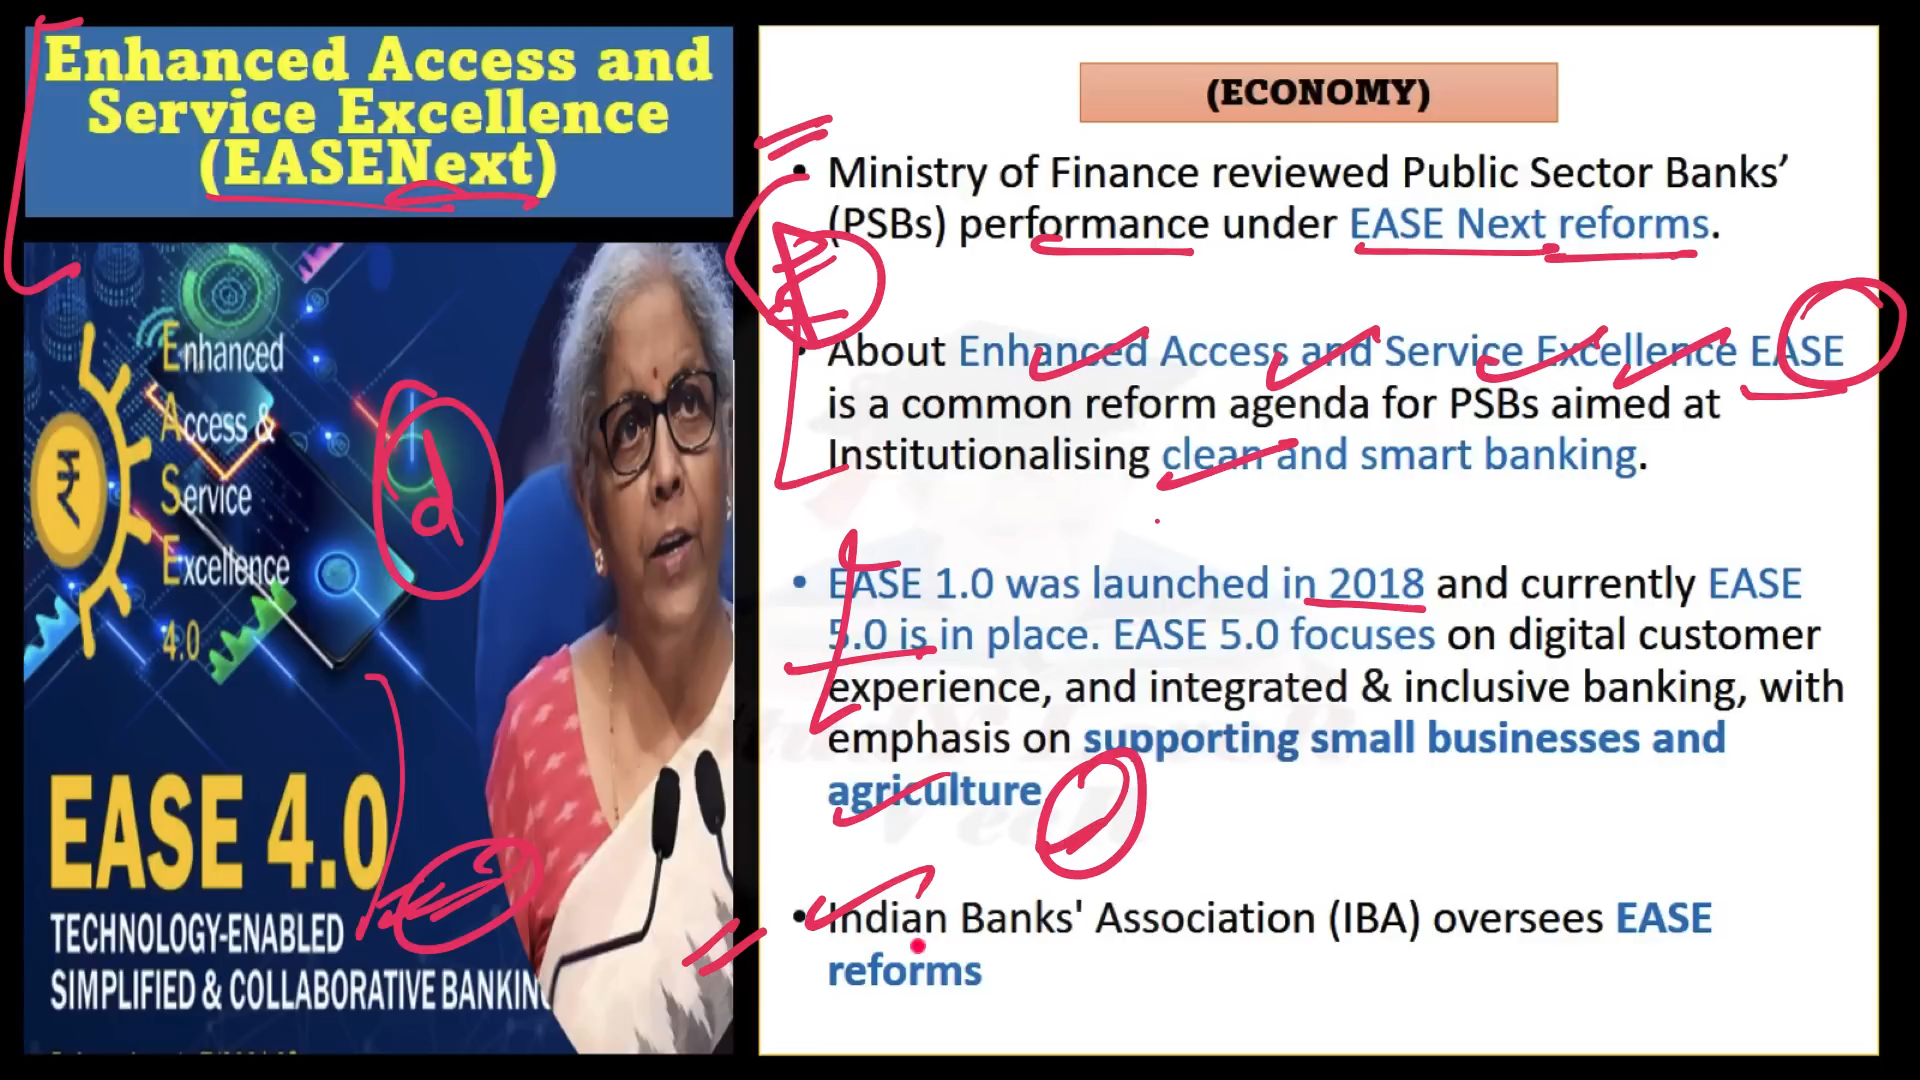 Enhanced Access and
Service Excellence
(EASENext)
Enhanced
Access &
Service
Excellence
4.0
d
EASE 4.0
TECHNOLOGY-ENABLED
SIMPLIFIED & COLLABORATIVE BANKING
(ECONOMY)
• Ministry of Finance reviewed Public Sector Banks’
(PSBs) performance under EASE Next reforms.
• About Enhanced Access and Service Excellence EASE
is a common reform agenda for PSBs aimed at
Institutionalising clean and smart banking.
• EASE 1.0 was launched in 2018 and currently EASE
5.0 is in place. EASE 5.0 focuses on digital customer
experience, and integrated & inclusive banking, with
emphasis on supporting small businesses and
agriculture
• Indian Banks' Association (IBA) oversees EASE
reforms